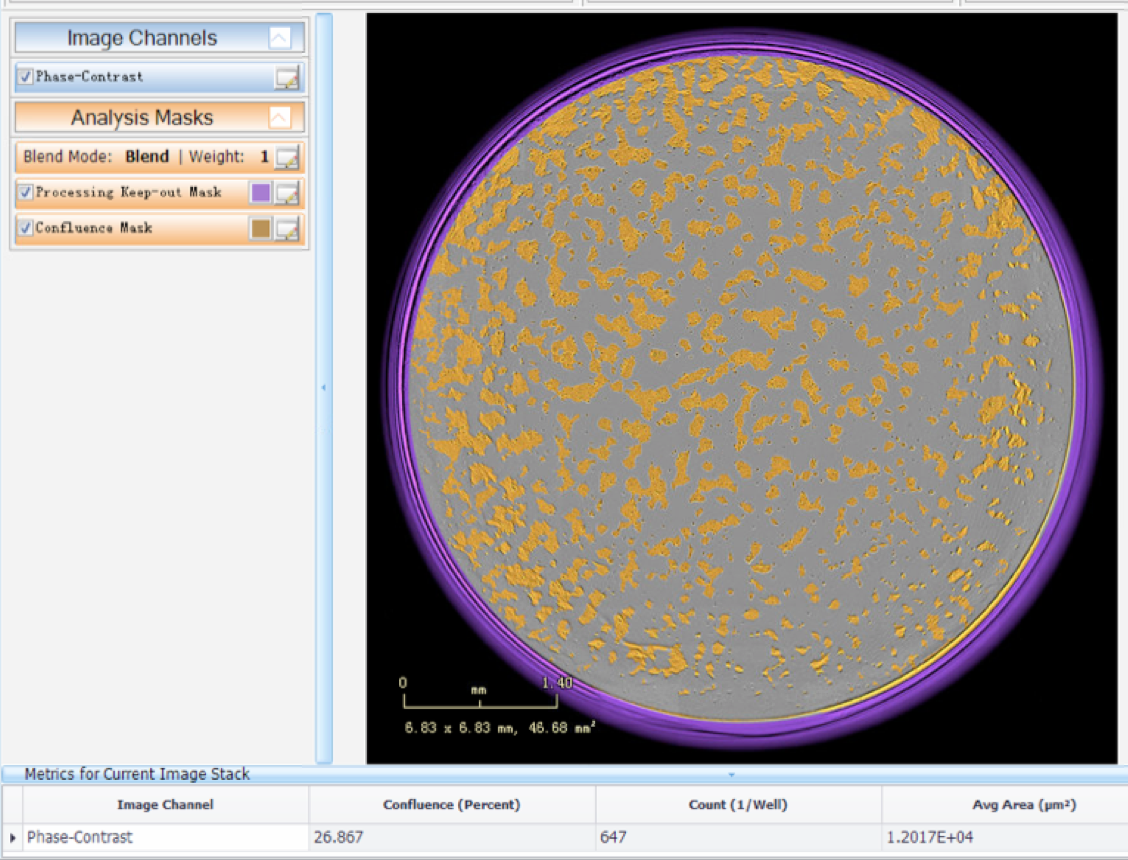 Image Channels
Phase-Contrast
Analysis Masks
Blend Mode: Blend | Weight: 1
Processing Keep-out Mask
Confluence Mask
0 mm 1.40
6.83 x 6.83 mm, 46.68 mm²
Metrics for Current Image Stack
Image Channel Confluence (Percent) Count (1/Well) Avg Area (µm²)
Phase-Contrast 26.867 647 1.2017E+04